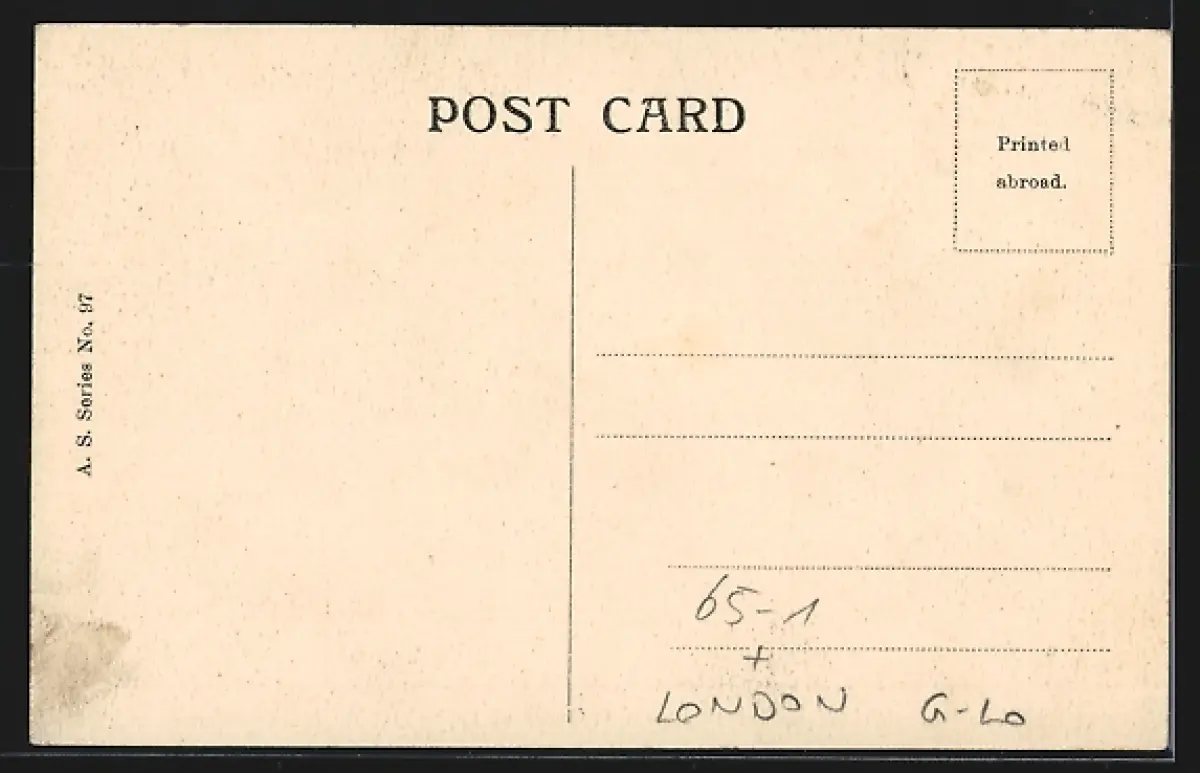 POST CARD
Printed
abroad.
A. S. Series No. 97
65-1
+
LONDON G-LO